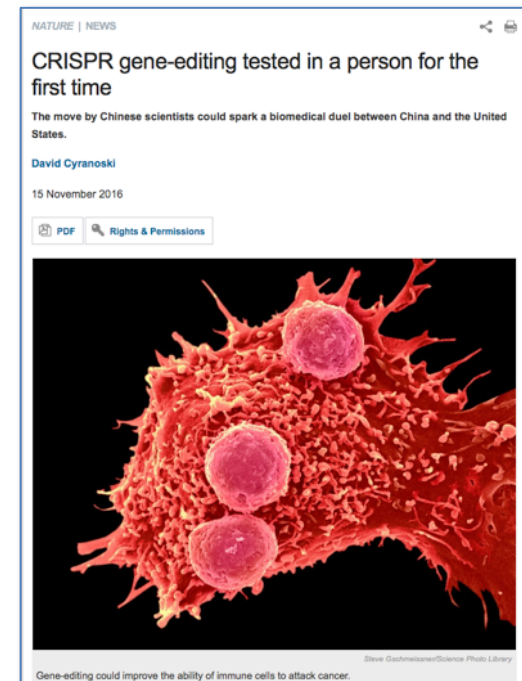 NATURE | NEWS
CRISPR gene-editing tested in a person for the
first time
The move by Chinese scientists could spark a biomedical duel between China and the United
States.
David Cyranoski
15 November 2016
PDF Rights & Permissions
Steve Gschmeissner/Science Photo Library
Gene-editing could improve the ability of immune cells to attack cancer.